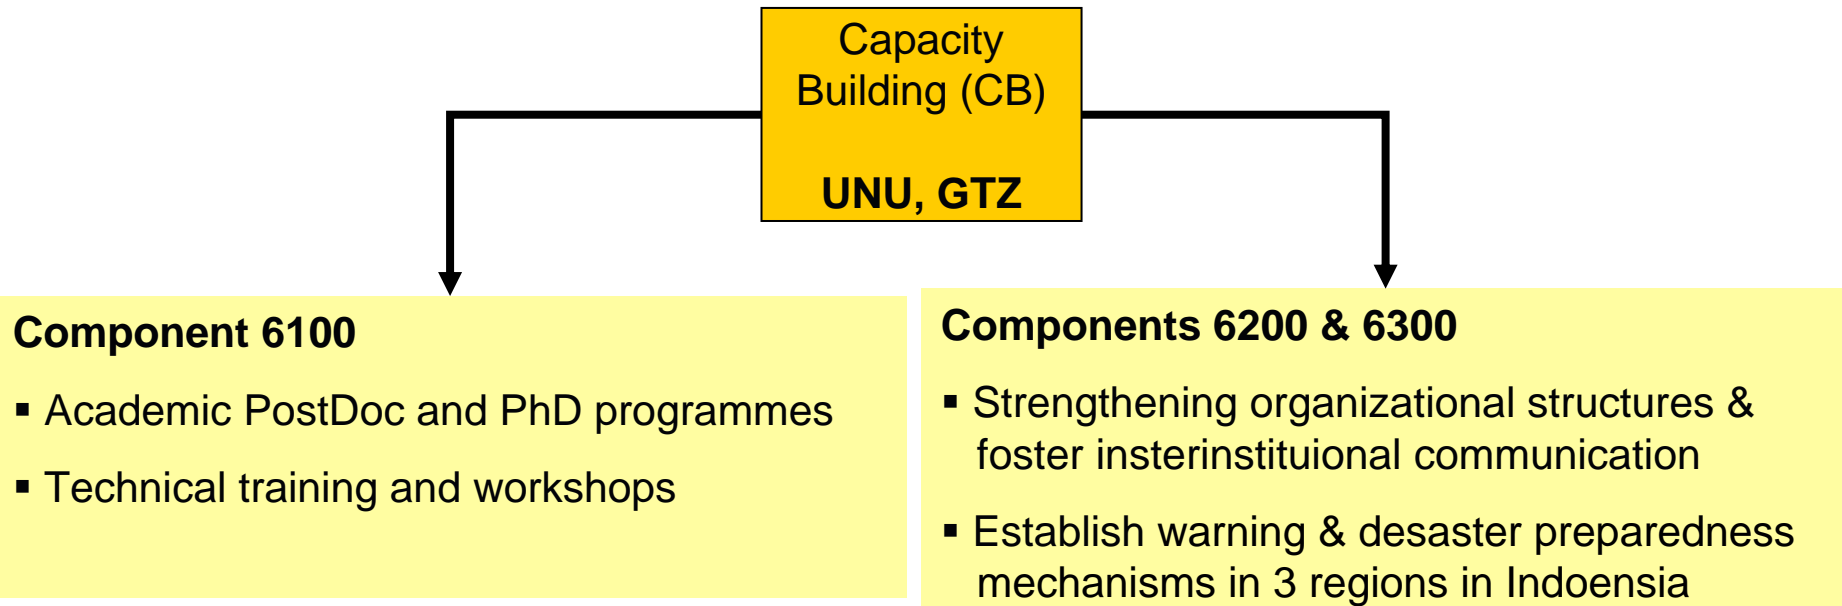 Capacity
Building (CB)
UNU, GTZ
Component 6100
▪ Academic PostDoc and PhD programmes
▪ Technical training and workshops
Components 6200 & 6300
▪ Strengthening organizational structures &
foster insterinstituional communication
▪ Establish warning & desaster preparedness
mechanisms in 3 regions in Indoensia